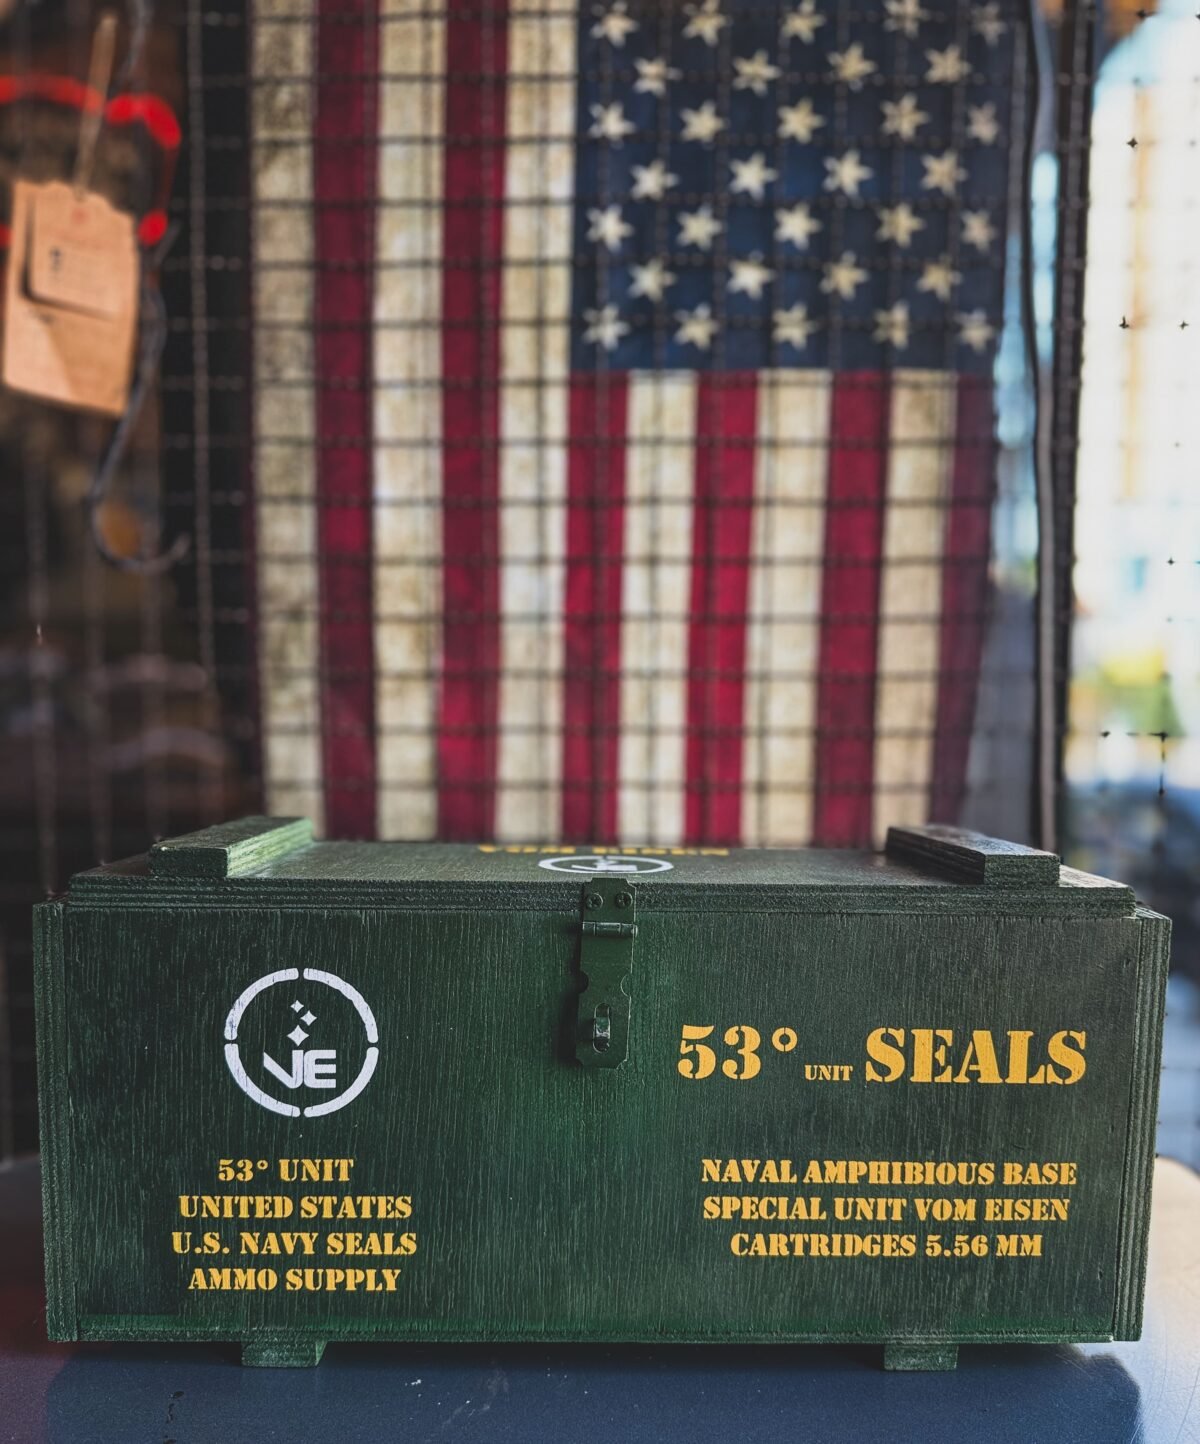 VE
53° UNIT
UNITED STATES
U.S. NAVY SEALS
AMMO SUPPLY
53° UNIT SEALS
NAVAL AMPHIBIOUS BASE
SPECIAL UNIT VOM EISEN
CARTRIDGES 5.56 MM